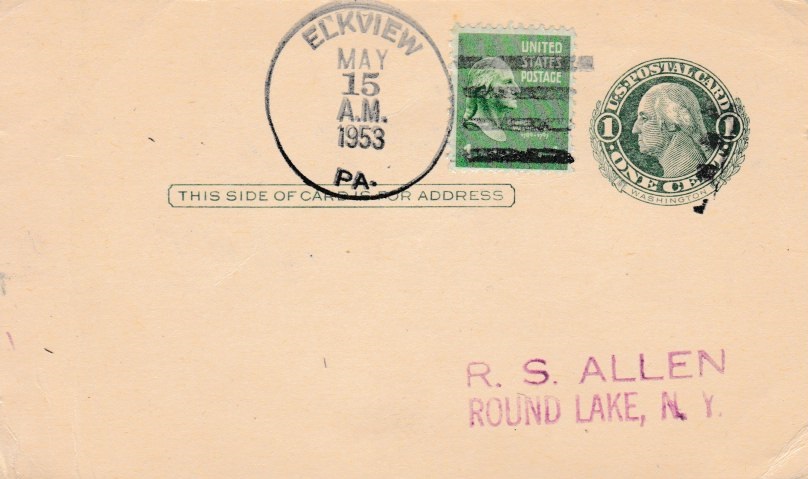 ELKVIEW
MAY
15
A.M.
1953
PA.
UNITED
STATES
POSTAGE
1
U.S. POSTAL CARD
1 1
ONE CENT
WASHINGTON
THIS SIDE OF CARD IS FOR ADDRESS
R. S. ALLEN
ROUND LAKE, N. Y.